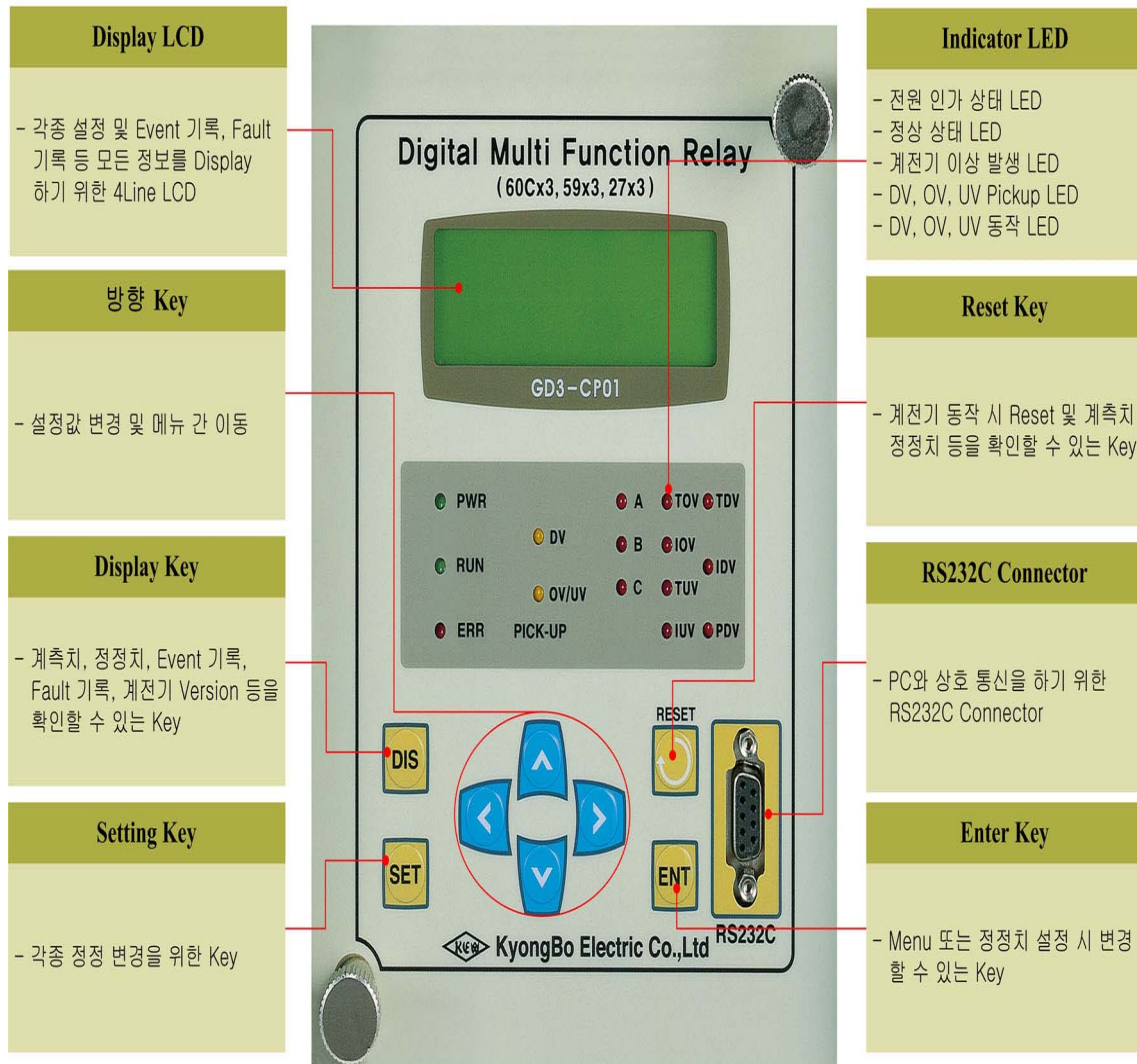 Display LCD
- 각종 설정 및 Event 기록, Fault
기록 등 모든 정보를 Display
하기 위한 4Line LCD
방향 Key
- 설정값 변경 및 메뉴 간 이동
Display Key
- 계측치, 정정치, Event 기록,
Fault 기록, 계전기 Version 등을
확인할 수 있는 Key
Setting Key
- 각종 정정 변경을 위한 Key
Digital Multi Function Relay
(60Cx3, 59x3, 27x3)
GD3-CP01
PWR
RUN
ERR
DV
OV/UV
PICK-UP
A
B
C
TOV
IOV
TUV
IUV
TDV
IDV
PDV
DIS
SET
RESET
ENT
RS232C
KEW KyongBo Electric Co.,Ltd
Indicator LED
- 전원 인가 상태 LED
- 정상 상태 LED
- 계전기 이상 발생 LED
- DV, OV, UV Pickup LED
- DV, OV, UV 동작 LED
Reset Key
- 계전기 동작 시 Reset 및 계측치
정정치 등을 확인할 수 있는 Key
RS232C Connector
- PC와 상호 통신을 하기 위한
RS232C Connector
Enter Key
- Menu 또는 정정치 설정 시 변경
할 수 있는 Key